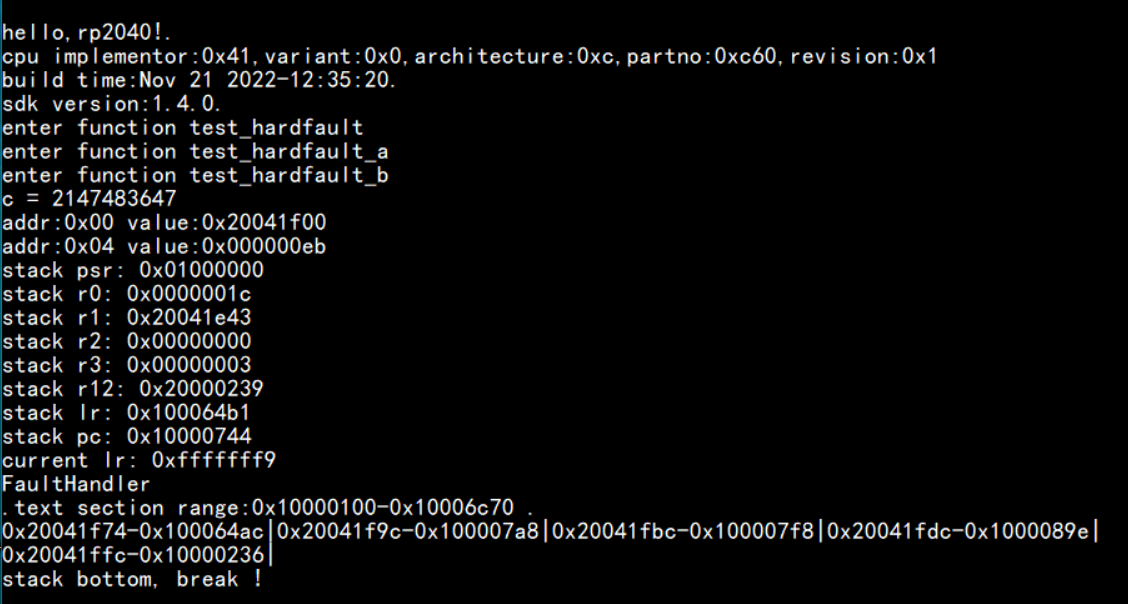 hello,rp2040!.
cpu implementor:0x41,variant:0x0,architecture:0xc,partno:0xc60,revision:0x1
build time:Nov 21 2022-12:35:20.
sdk version:1.4.0.
enter function test_hardfault
enter function test_hardfault_a
enter function test_hardfault_b
c = 2147483647
addr:0x00 value:0x20041f00
addr:0x04 value:0x000000eb
stack psr: 0x01000000
stack r0: 0x0000001c
stack r1: 0x20041e43
stack r2: 0x00000000
stack r3: 0x00000003
stack r12: 0x20000239
stack lr: 0x100064b1
stack pc: 0x10000744
current lr: 0xfffffff9
FaultHandler
.text section range:0x10000100-0x10006c70 .
0x20041f74-0x100064ac|0x20041f9c-0x100007a8|0x20041fbc-0x100007f8|0x20041fdc-0x1000089e|
0x20041ffc-0x10000236|
stack bottom, break !